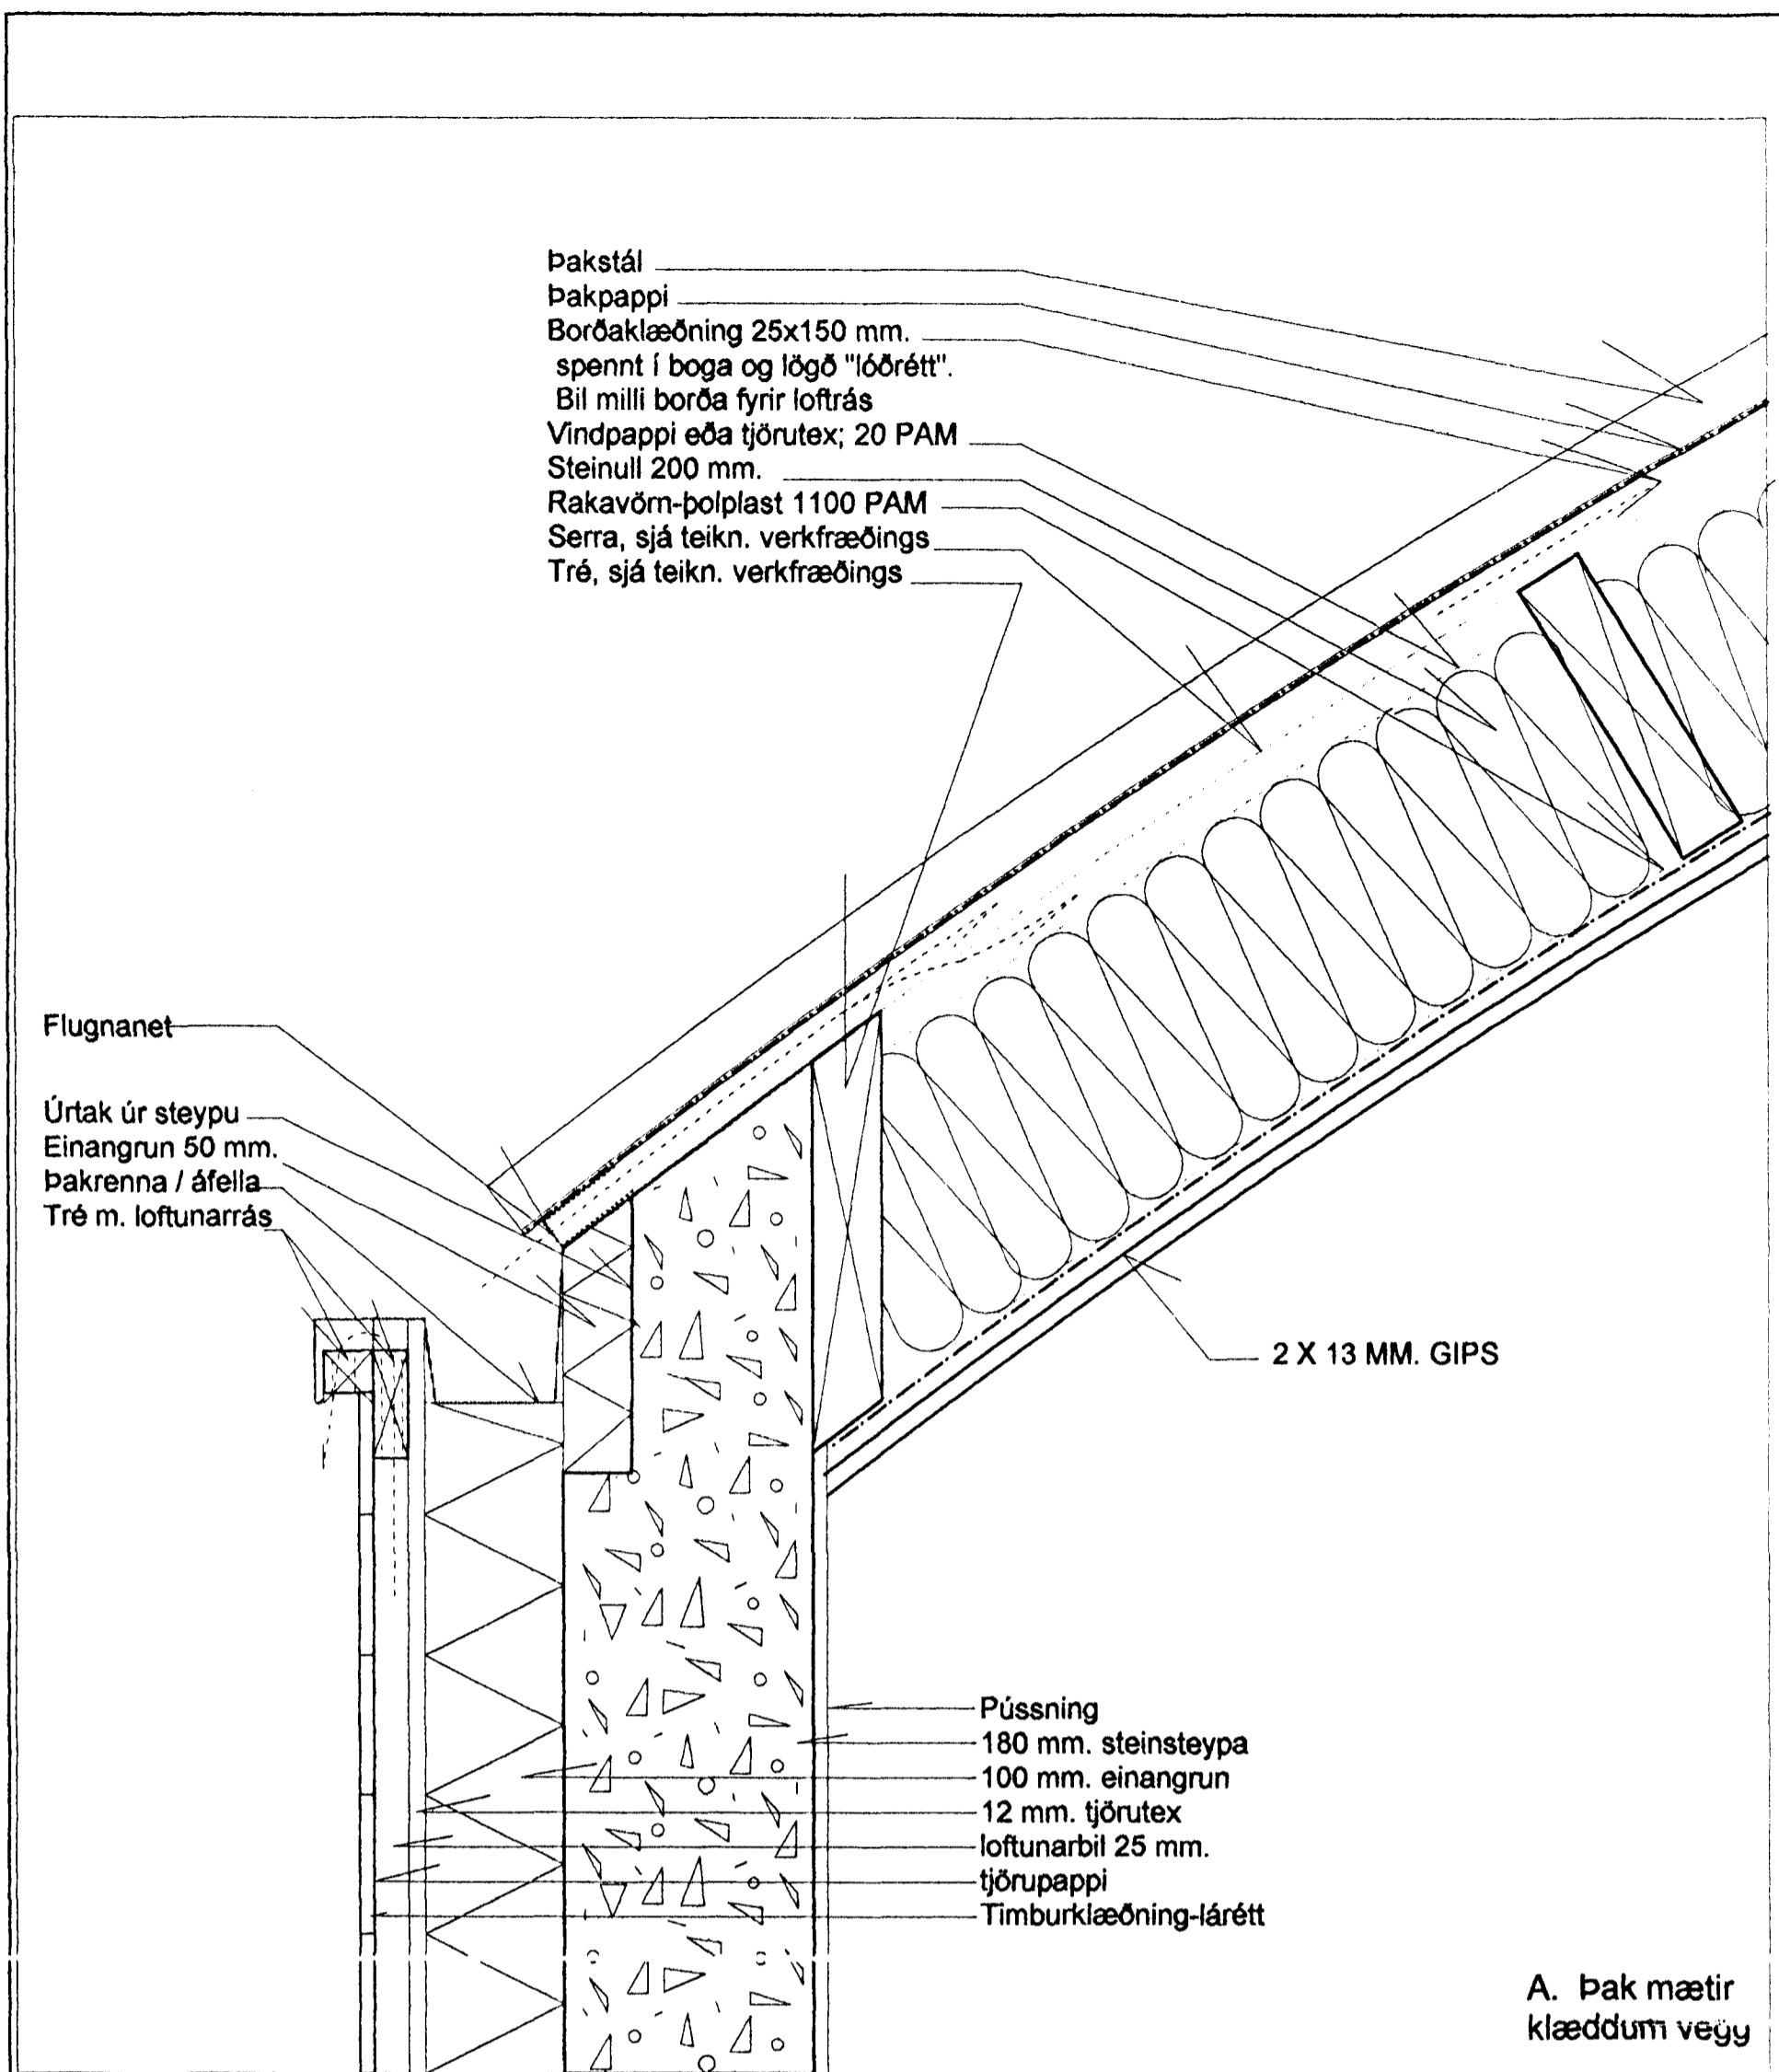 Þakstál
Þakpappi
Borðaklæðning 25x150 mm.
spennt í boga og lögð "lóðrétt".
Bil milli borða fyrir loftrás
Vindpappi eða tjörutex; 20 PAM
Steinull 200 mm.
Rakavörn-þolplast 1100 PAM
Serra, sjá teikn. verkfræðings
Tré, sjá teikn. verkfræðings
Flugnanet
Úrtak úr steypu
Einangrun 50 mm.
Þakrenna / áfella
Tré m. loftunarrás
2 X 13 MM. GIPS
Pússning
180 mm. steinsteypa
100 mm. einangrun
12 mm. tjörutex
loftunarbil 25 mm.
tjörupappi
Timburklæðning-lárétt
A. Þak mætir
klæddum vegg